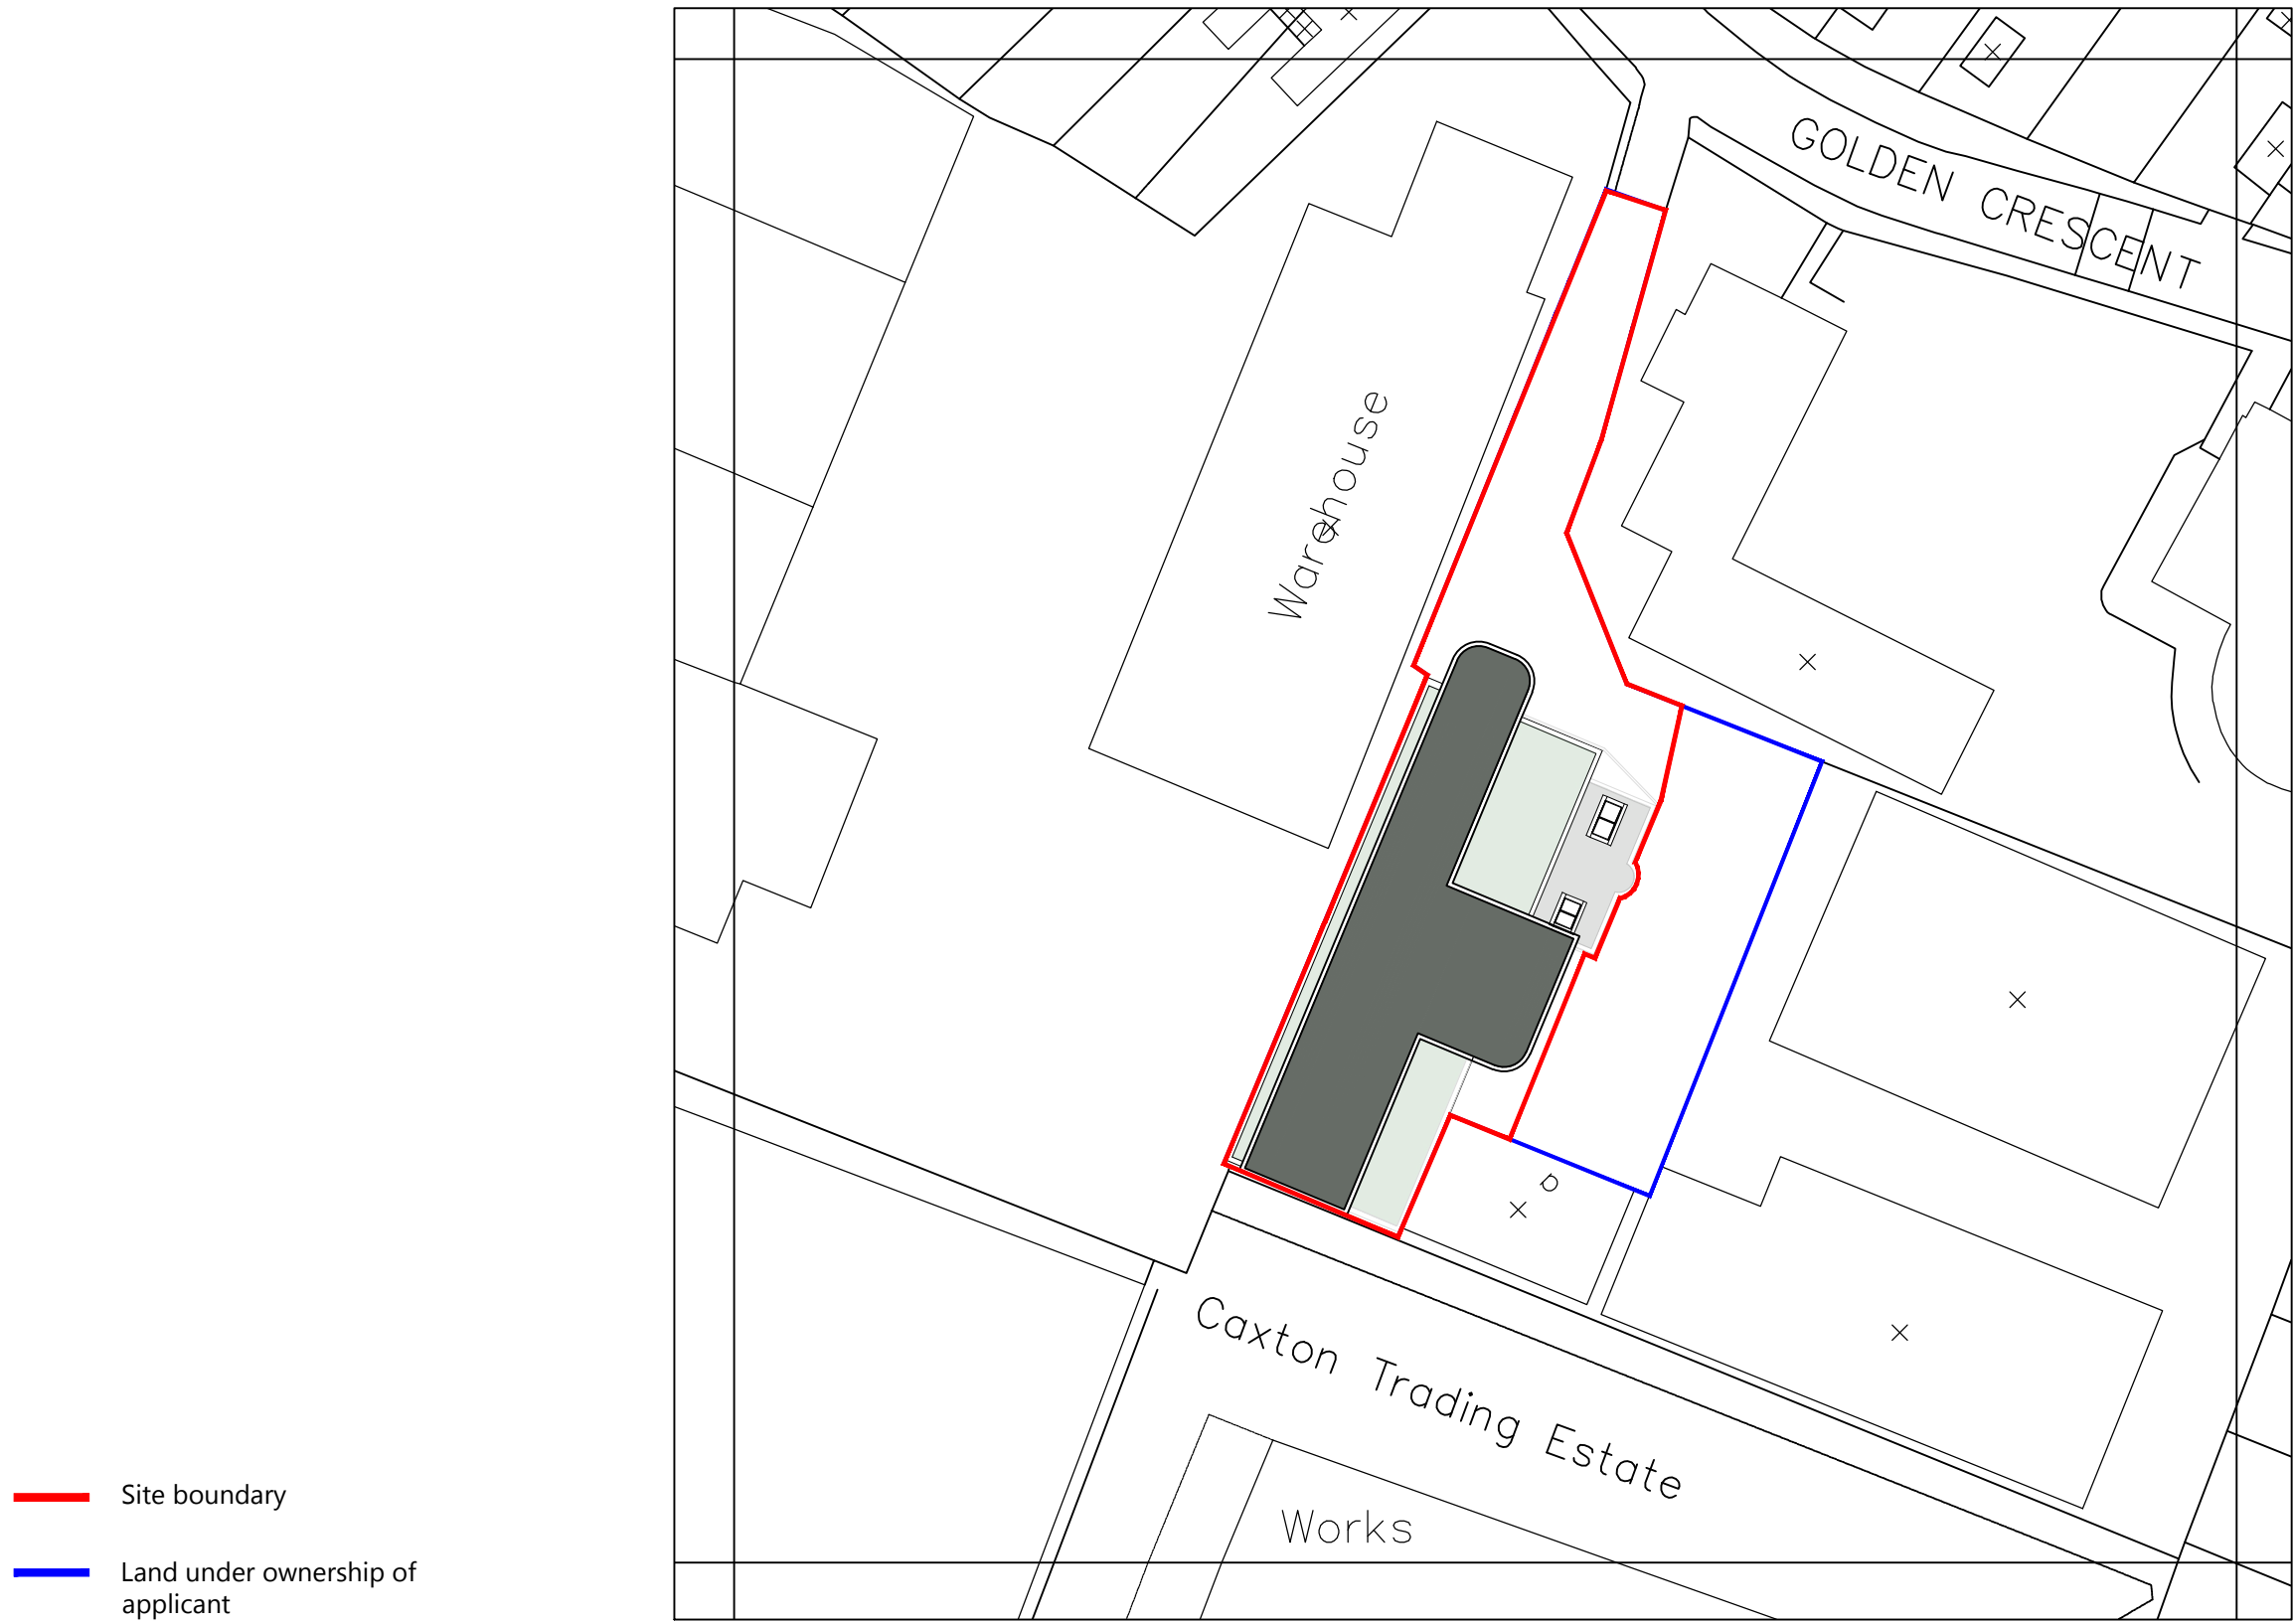 GOLDEN CRESCENT
Warehouse
Caxton Trading Estate
Works
Site boundary
Land under ownership of
applicant